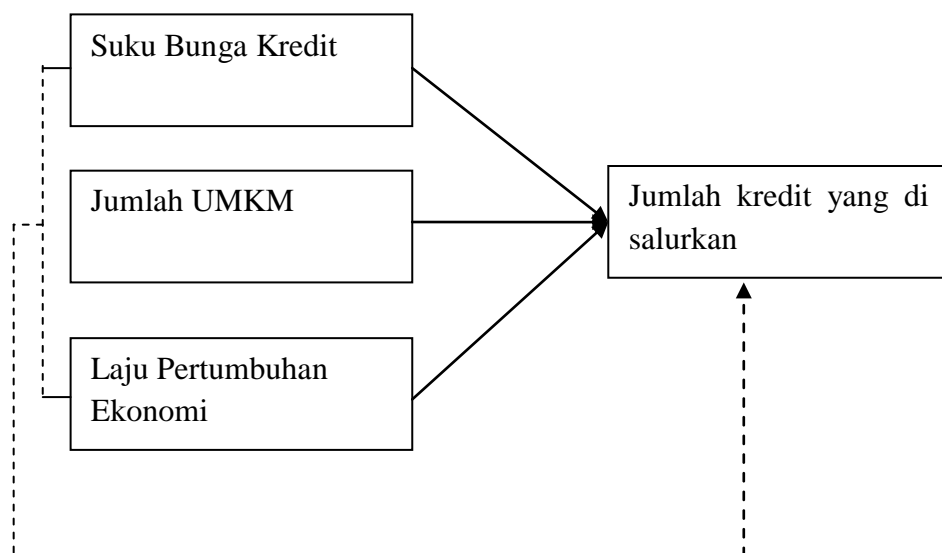 Suku Bunga Kredit
Jumlah UMKM
Jumlah kredit yang di
salurkan
Laju Pertumbuhan
Ekonomi